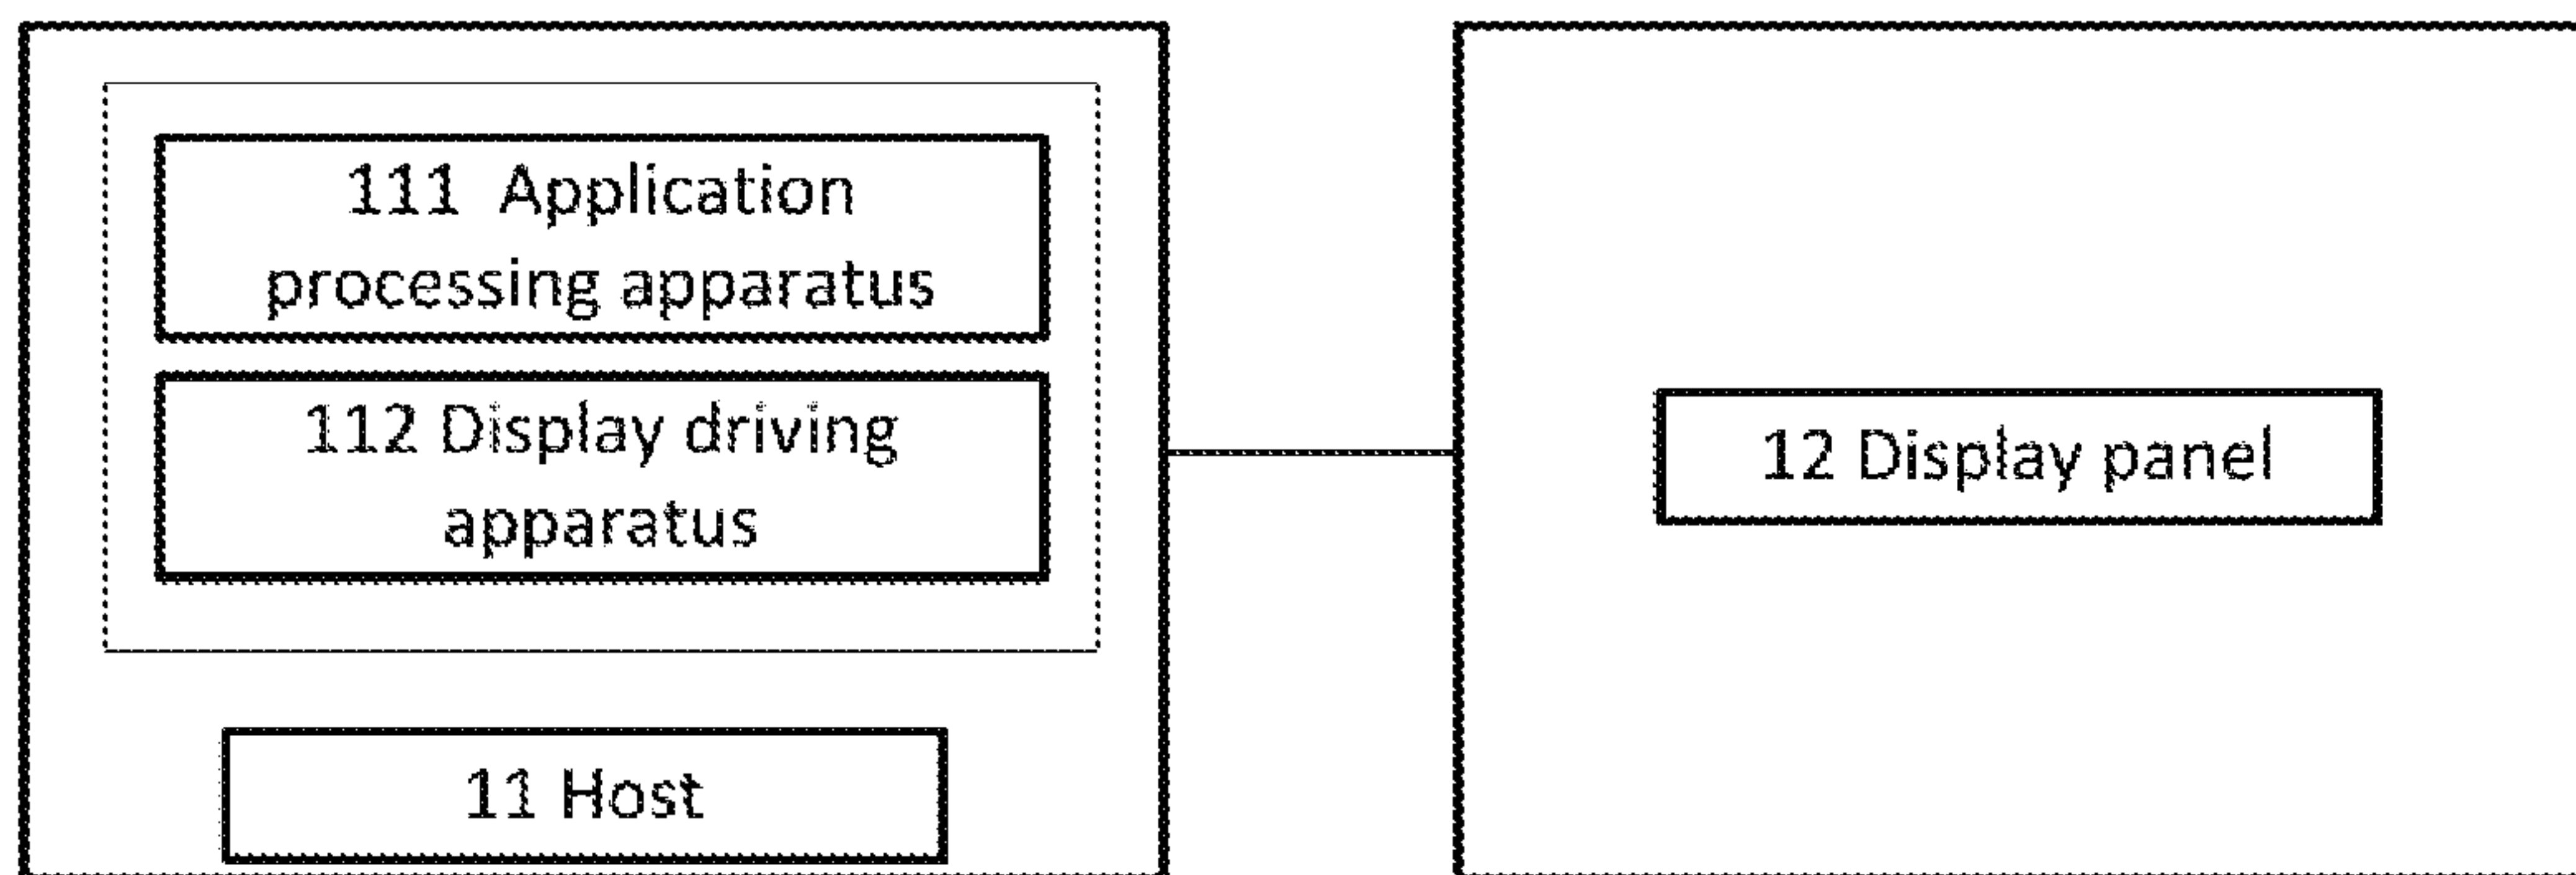 111 Application
processing apparatus
112 Display driving
apparatus
11 Host
12 Display panel